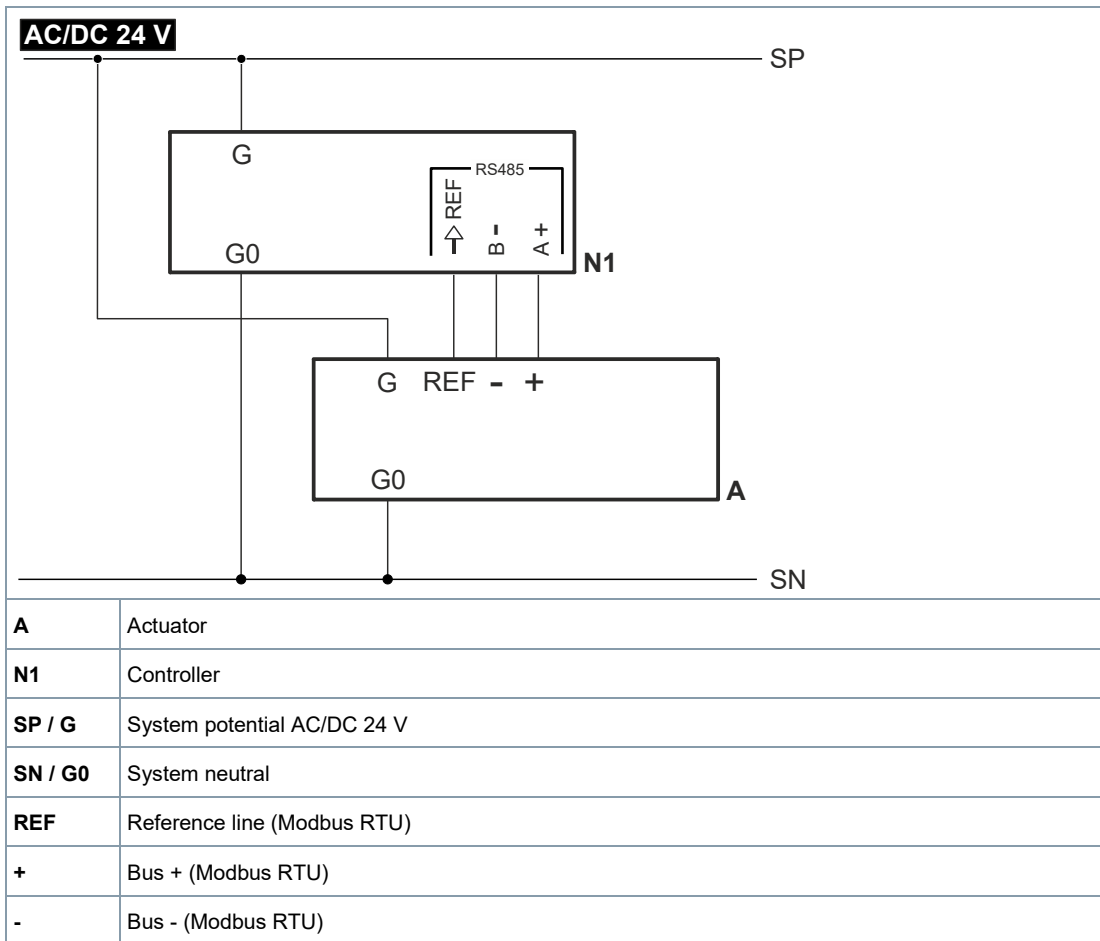 AC/DC 24 V
SP
G
RS485
REF
B -
A +
G0
N1
G REF - +
G0
A
SN
A Actuator
N1 Controller
SP / G System potential AC/DC 24 V
SN / G0 System neutral
REF Reference line (Modbus RTU)
+ Bus + (Modbus RTU)
- Bus - (Modbus RTU)